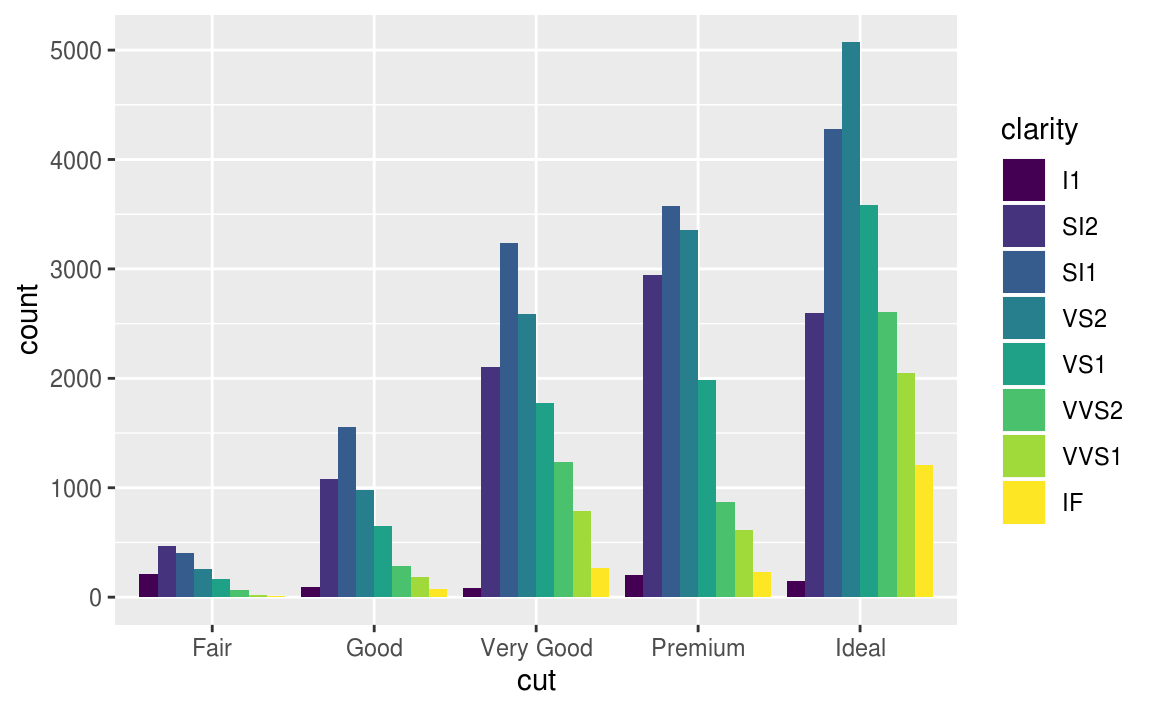 5000
4000
3000
2000
1000
0
count
Fair Good Very Good Premium Ideal
cut
clarity
I1
SI2
SI1
VS2
VS1
VVS2
VVS1
IF